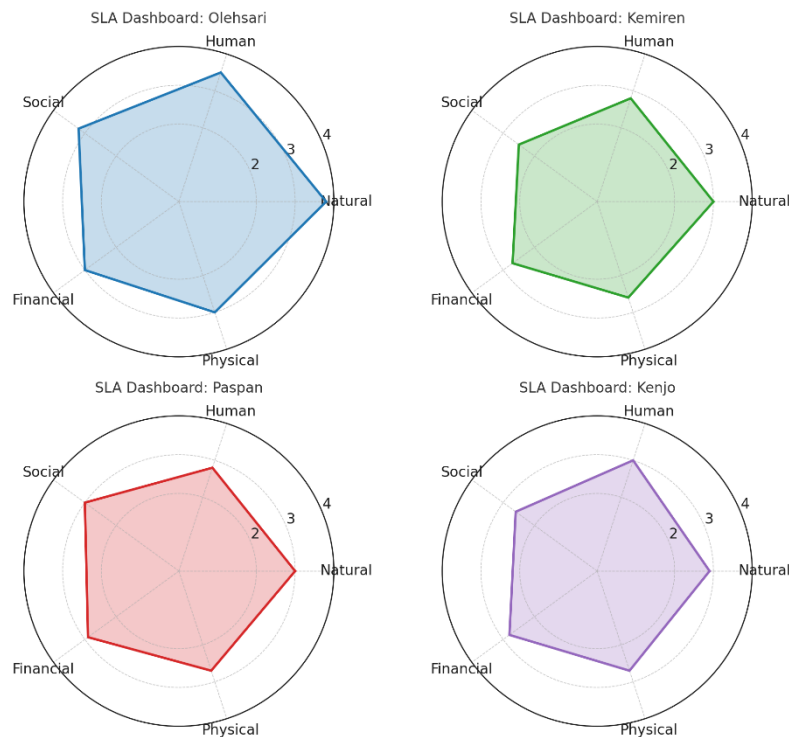 SLA Dashboard: Olehsari
Human
Social
4
3
2
Natural
Financial
Physical
SLA Dashboard: Kemiren
Human
Social
4
3
2
Natural
Financial
Physical
SLA Dashboard: Paspan
Human
Social
4
3
2
Natural
Financial
Physical
SLA Dashboard: Kenjo
Human
Social
4
3
2
Natural
Financial
Physical